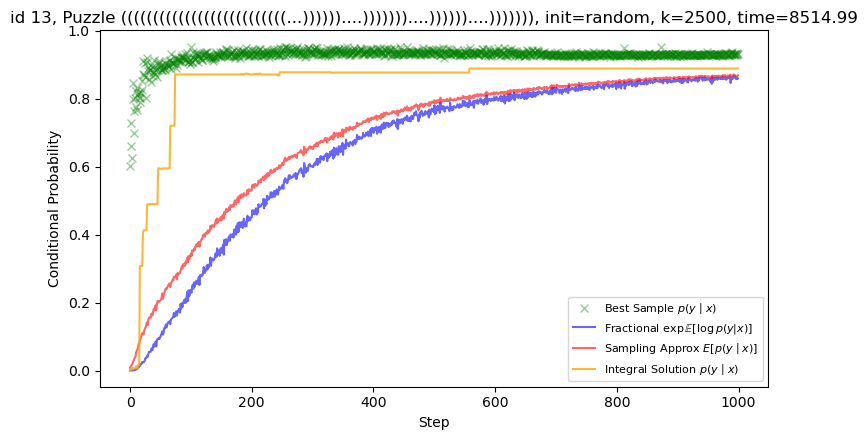 id 13, Puzzle ((((((((((((((((((((((((((...))))))....)))))))....))))))....))))))), init=random, k=2500, time=8514.99
Conditional Probability
1.0
0.8
0.6
0.4
0.2
0.0
0
200
400
600
800
1000
Step
Best Sample p(y | x)
Fractional exp𝔼[log p(y|x)]
Sampling Approx E[p(y | x)]
Integral Solution p(y | x)